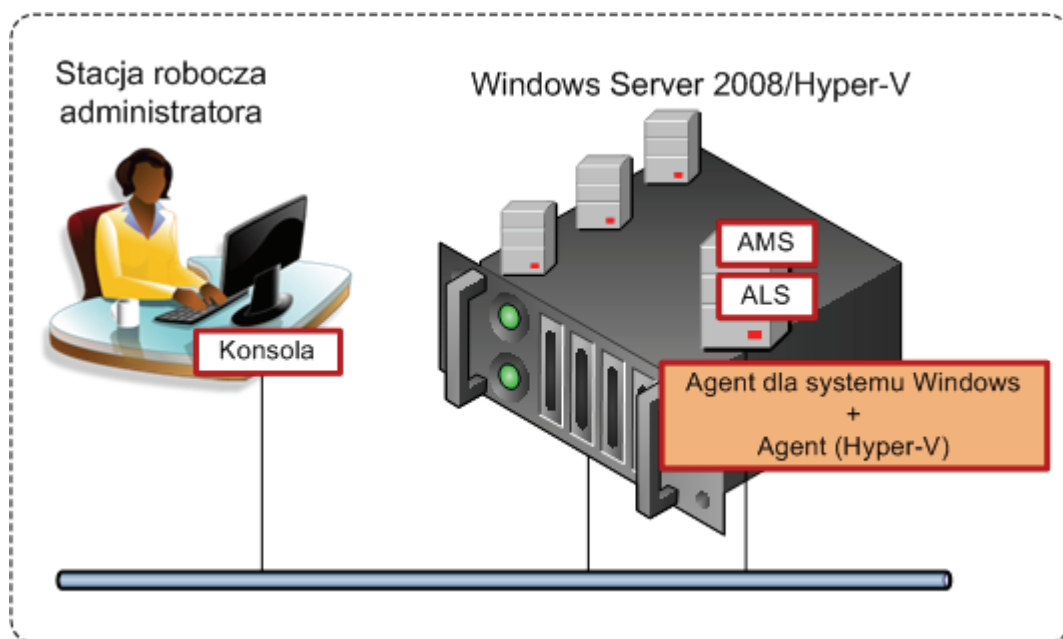 Stacja robocza
administratora
Windows Server 2008/Hyper-V
AMS
ALS
Konsola
Agent dla systemu Windows
+
Agent (Hyper-V)